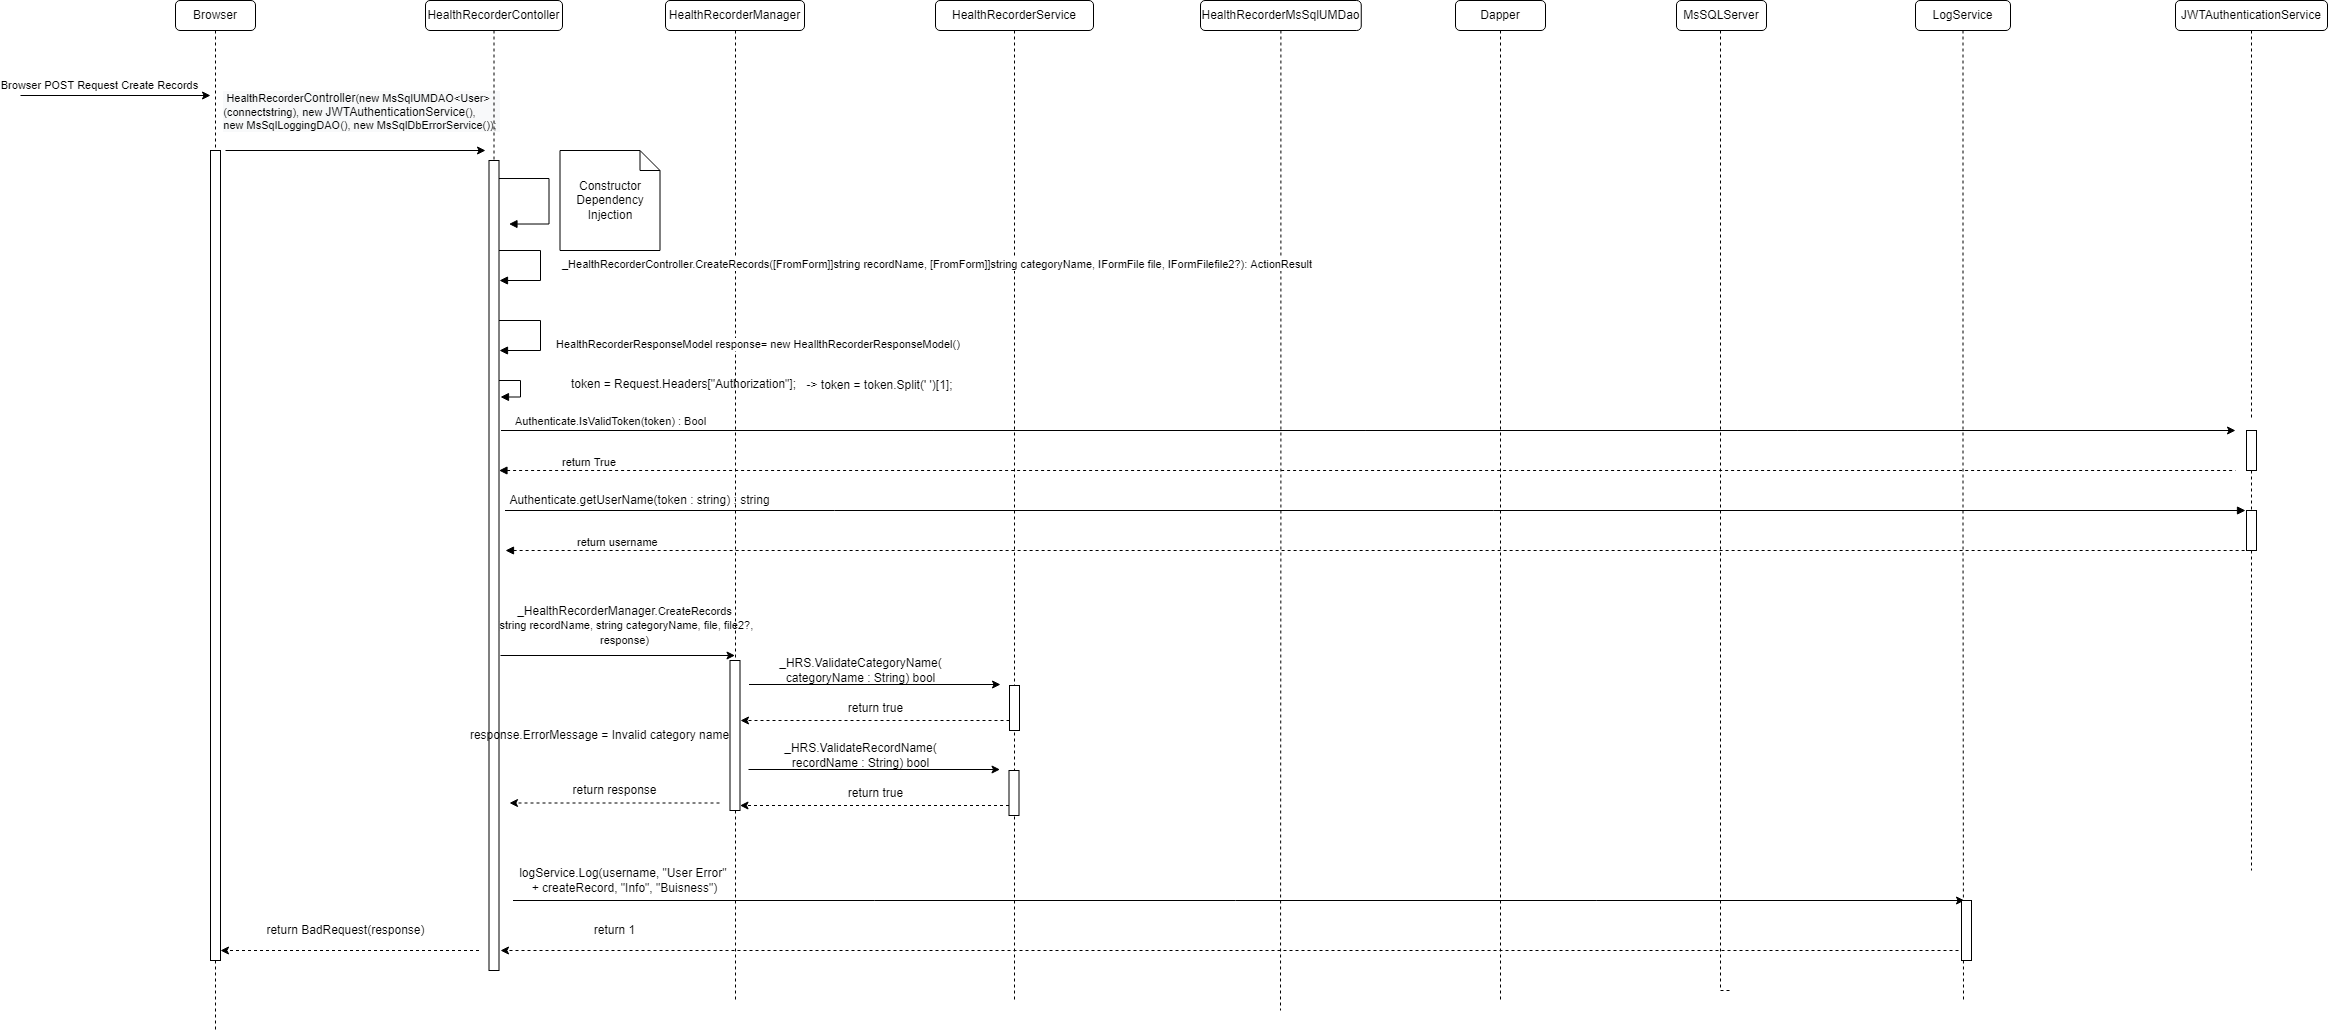 Browser
HealthRecorderContoller
HealthRecorderManager
HealthRecorderService
HealthRecorderMsSqlUMDao
Dapper
MsSQLServer
LogService
JWTAuthenticationService
Browser POST Request Create Records
HealthRecorderController(new MsSqlUMDAO<User>
(connectstring), new JWTAuthenticationService(),
new MsSqlLoggingDAO(), new MsSqlDbErrorService());
Constructor
Dependency
Injection
_HealthRecorderController.CreateRecords([FromForm]]string recordName, [FromForm]]string categoryName, IFormFile file, IFormFilefile2?): ActionResult
HealthRecorderResponseModel response= new HeallthRecorderResponseModel()
token = Request.Headers["Authorization"];   -> token = token.Split(' ')[1];
Authenticate.IsValidToken(token) : Bool
return True
Authenticate.getUserName(token : string) : string
return username
_HealthRecorderManager.CreateRecords
string recordName, string categoryName, file, file2?,
response)
_HRS.ValidateCategoryName(
categoryName : String) bool
return true
response.ErrorMessage = Invalid category name
_HRS.ValidateRecordName(
recordName : String) bool
return response
return true
logService.Log(username, "User Error"
+ createRecord, "Info", "Buisness")
return BadRequest(response)
return 1